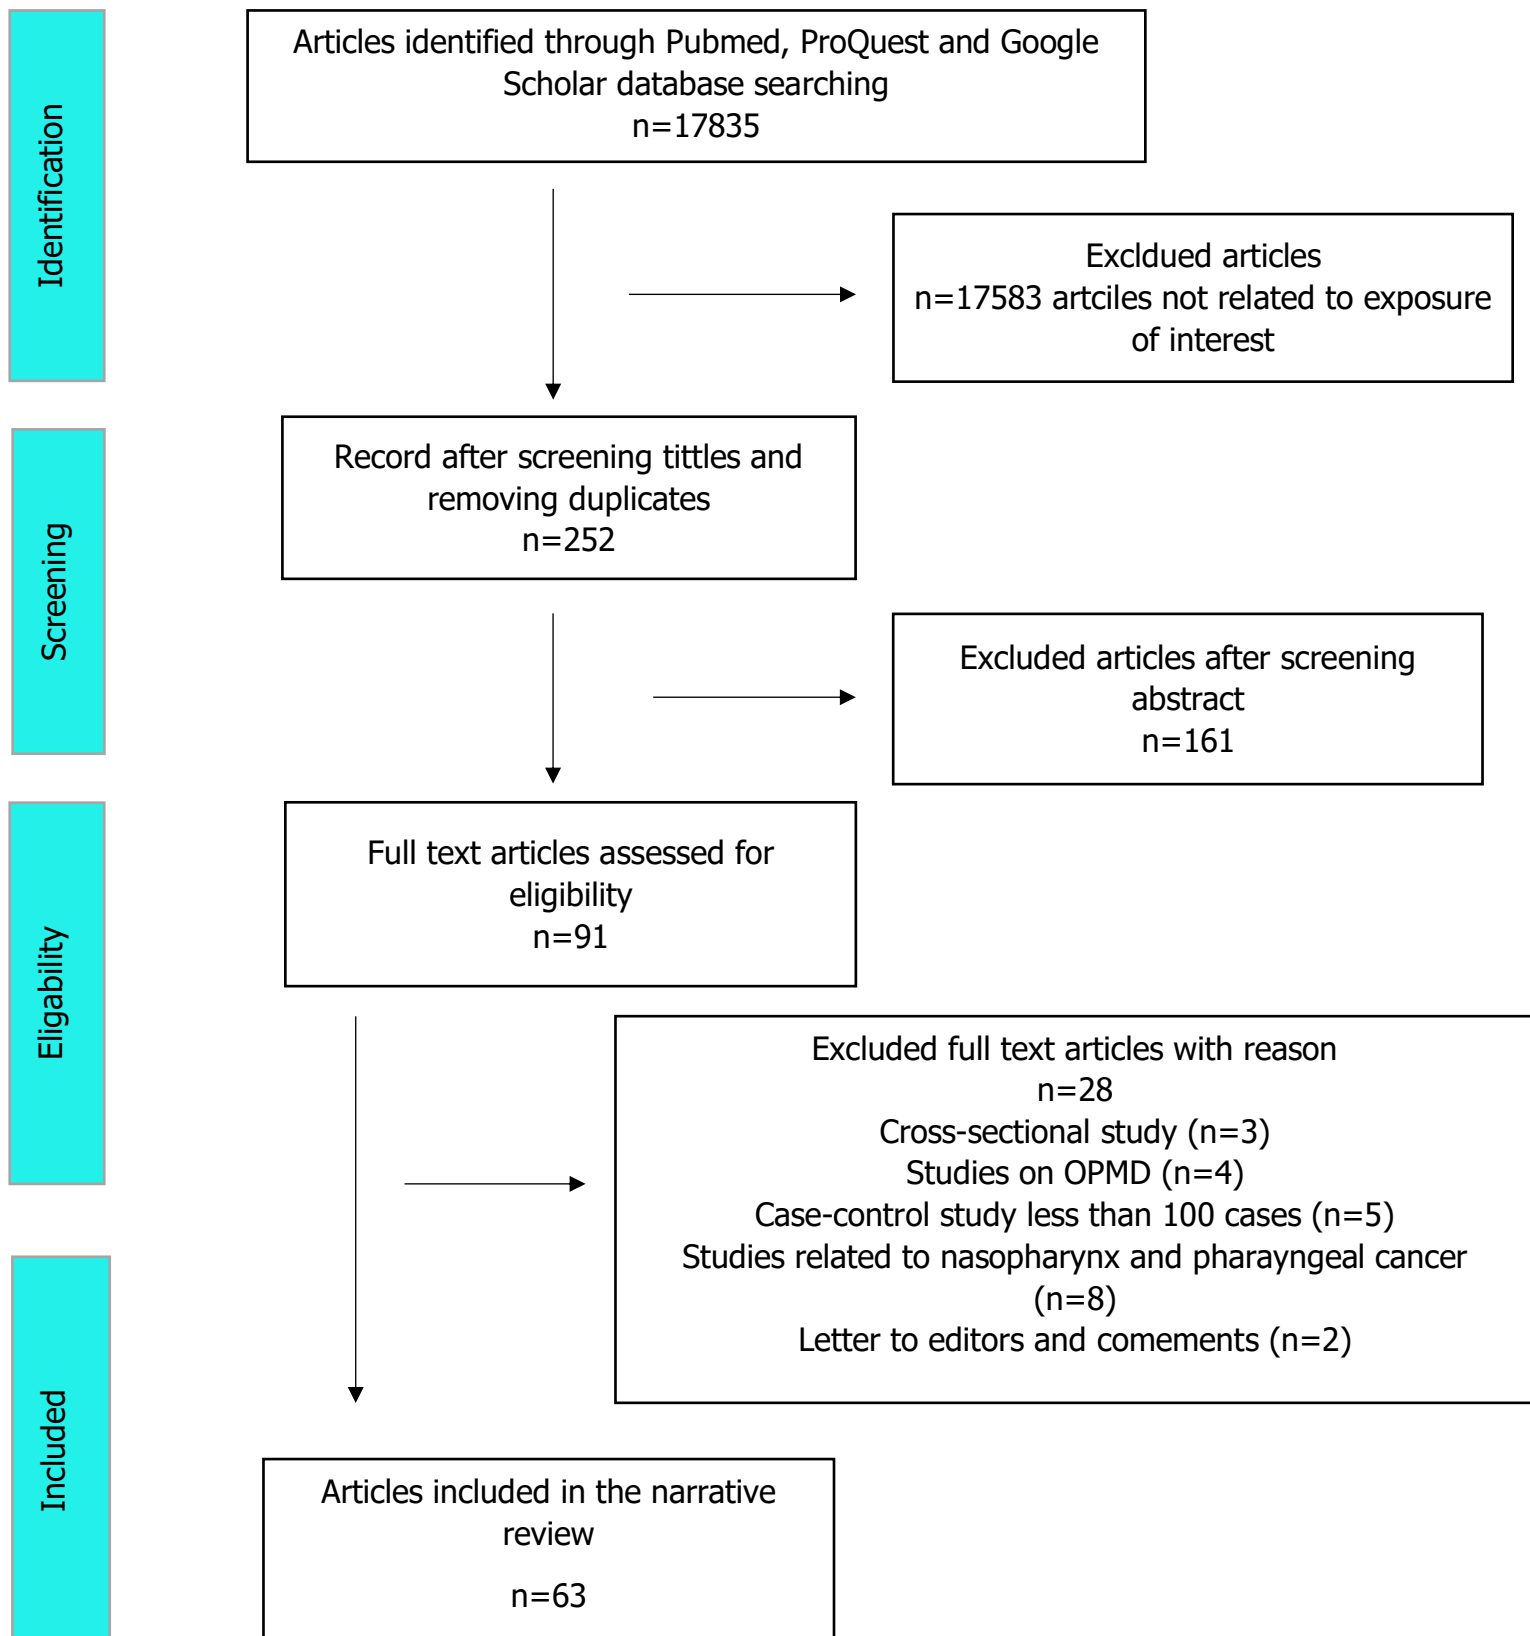 Identification
Articles identified through Pubmed, ProQuest and Google
Scholar database searching
n=17835
Excldued articles
n=17583 artciles not related to exposure
of interest
Screening
Record after screening tittles and
removing duplicates
n=252
Excluded articles after screening
abstract
n=161
Eligability
Full text articles assessed for
eligibility
n=91
Excluded full text articles with reason
n=28
Cross-sectional study (n=3)
Studies on OPMD (n=4)
Case-control study less than 100 cases (n=5)
Studies related to nasopharynx and pharayngeal cancer
(n=8)
Letter to editors and comements (n=2)
Included
Articles included in the narrative
review
n=63